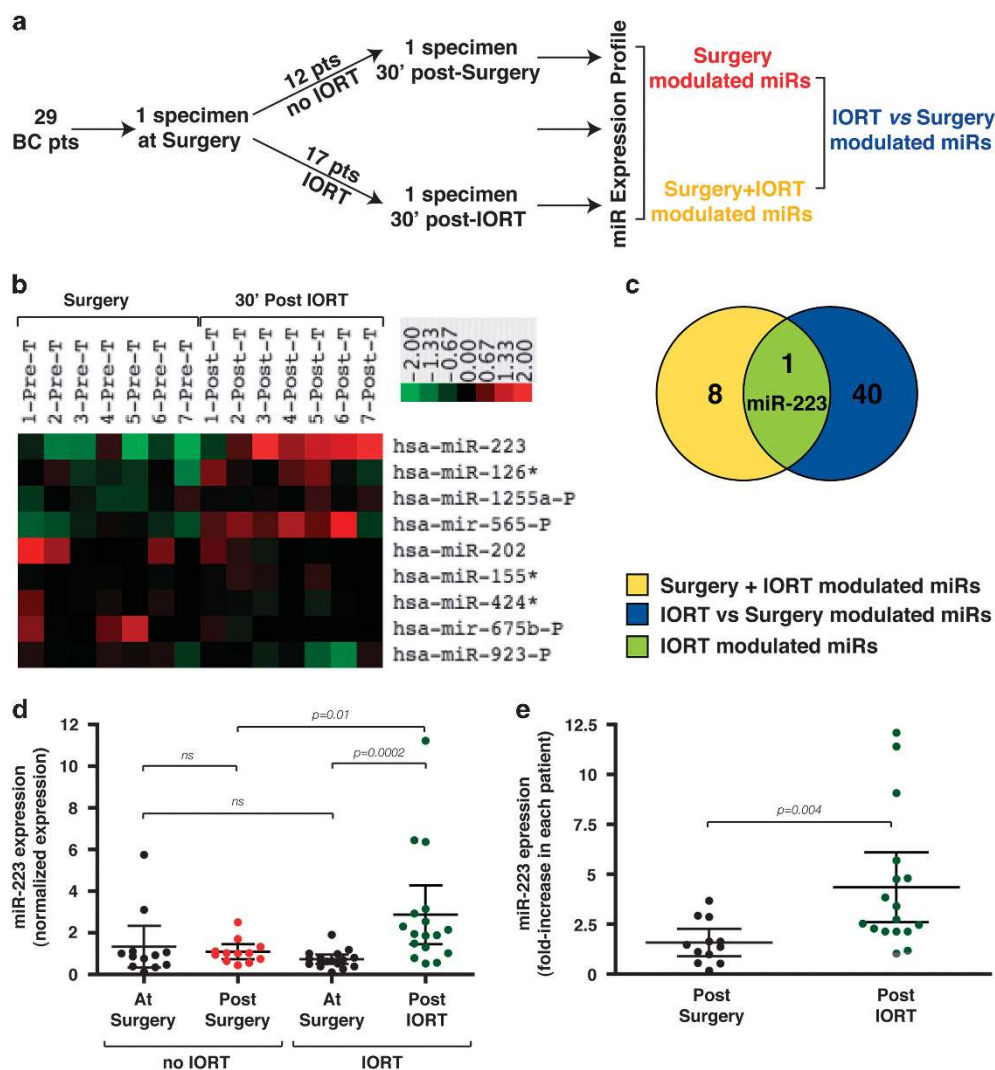 a
29
BC pts
1 specimen
at Surgery
12 pts
no IORT
17 pts
IORT
1 specimen
30' post-Surgery
1 specimen
30' post-IORT
miR Expression Profile
Surgery
modulated miRs
Surgery+IORT
modulated miRs
IORT vs Surgery
modulated miRs
b
Surgery
30' Post IORT
1-Pre-T
2-Pre-T
3-Pre-T
4-Pre-T
5-Pre-T
6-Pre-T
7-Pre-T
1-Post-T
2-Post-T
3-Post-T
4-Post-T
5-Post-T
6-Post-T
7-Post-T
-2.00
-1.33
-0.67
0.00
0.67
1.33
2.00
hsa-miR-223
hsa-miR-126*
hsa-miR-1255a-P
hsa-mir-565-P
hsa-miR-202
hsa-miR-155*
hsa-miR-424*
hsa-mir-675b-P
hsa-miR-923-P
c
8
1
miR-223
40
Surgery + IORT modulated miRs
IORT vs Surgery modulated miRs
IORT modulated miRs
d
miR-223 expression
(normalized expression)
12
10
8
6
4
2
0
ns
ns
p=0.01
p=0.0002
At
Surgery
Post
Surgery
At
Surgery
Post
IORT
no IORT
IORT
e
miR-223 epression
(fold-increase in each patient)
12.5
10
7.5
5
2.5
0
p=0.004
Post
Surgery
Post
IORT